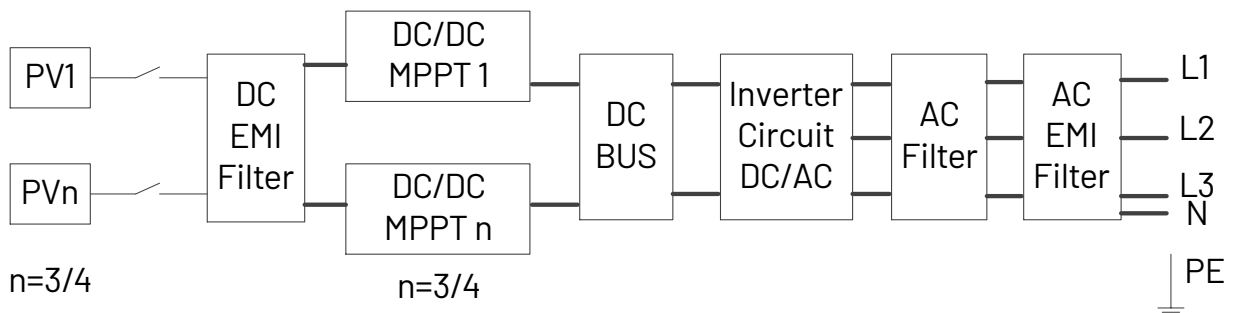 PV1
PVn
n=3/4
DC
EMI
Filter
DC/DC
MPPT 1
DC/DC
MPPT n
n=3/4
DC
BUS
Inverter
Circuit
DC/AC
AC
Filter
AC
EMI
Filter
L1
L2
L3
N
PE